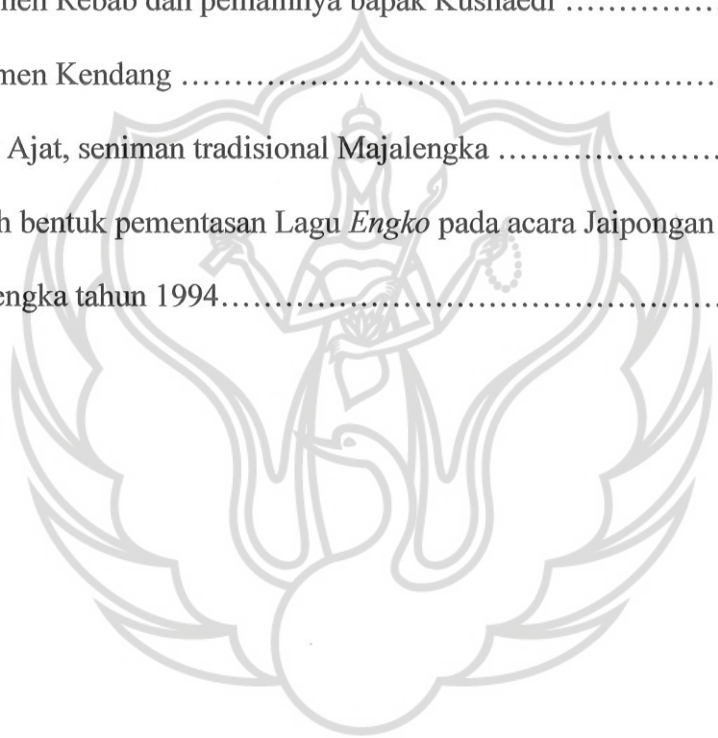 men Rebab dan pemainnya bapak Kusnaedi ..............
men Kendang ..........................................................
Ajat, seniman tradisional Majalengka ......................
h bentuk pementasan Lagu Engko pada acara Jaipongan
engka tahun 1994......................................................